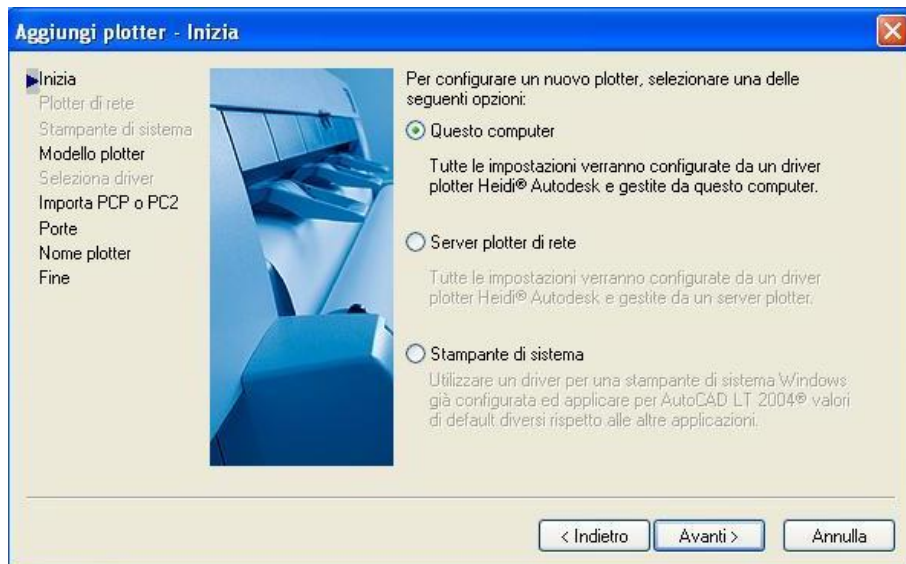 Aggiungi plotter - Inizia
Inizia
Plotter di rete
Stampante di sistema
Modello plotter
Seleziona driver
Importa PCP o PC2
Porte
Nome plotter
Fine
Per configurare un nuovo plotter, selezionare una delle
seguenti opzioni:
Questo computer
Tutte le impostazioni verranno configurate da un driver
plotter Heidi® Autodesk e gestite da questo computer.
Server plotter di rete
Tutte le impostazioni verranno configurate da un driver
plotter Heidi® Autodesk e gestite da un server plotter.
Stampante di sistema
Utilizzare un driver per una stampante di sistema Windows
già configurata ed applicare per AutoCAD LT 2004® valori
di default diversi rispetto alle altre applicazioni.
< Indietro
Avanti >
Annulla